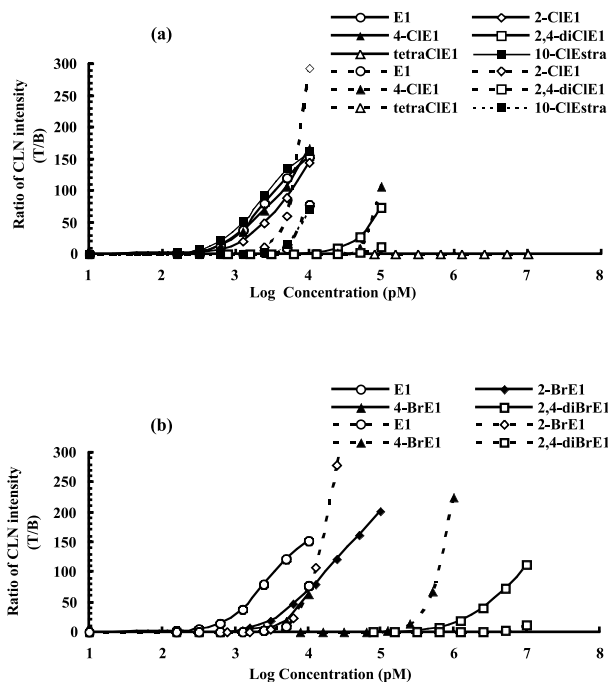 (a)
E1 2-ClE1
4-ClE1 2,4-diClE1
tetraClE1 10-ClEstra
E1 2-ClE1
4-ClE1 2,4-diClE1
tetraClE1 10-ClEstra
Ratio of CLN intensity
(T/B)
300
250
200
150
100
50
0
1 2 3 4 5 6 7 8
Log Concentration (pM)
(b)
E1 2-BrE1
4-BrE1 2,4-diBrE1
E1 2-BrE1
4-BrE1 2,4-diBrE1
Ratio of CLN intensity
(T/B)
300
250
200
150
100
50
0
1 2 3 4 5 6 7 8
Log Concentration (pM)